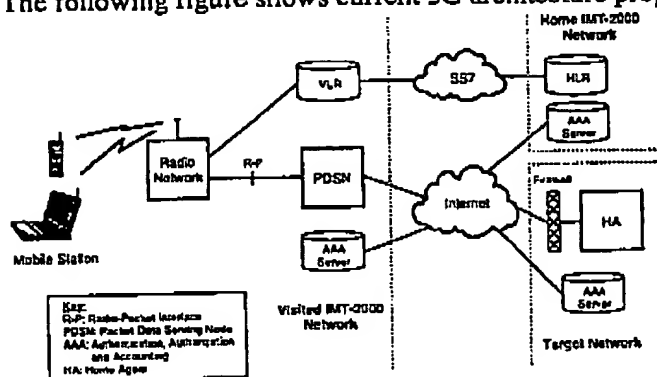 The following figure shows current 3G architecture
Home IMT-2000
Network
VLR
SS7
HLR
AAA
Server
Radio
Network
R-P
PDSN
Internet
Firewall
HA
Mobile Station
AAA
Server
AAA
Server
Visited IMT-2000
Network
Target Network
Key:
R-P: Radio-Packet Interface
PDSN: Packet Data Serving Node
AAA: Authentication, Authorization
and Accounting
HA: Home Agent